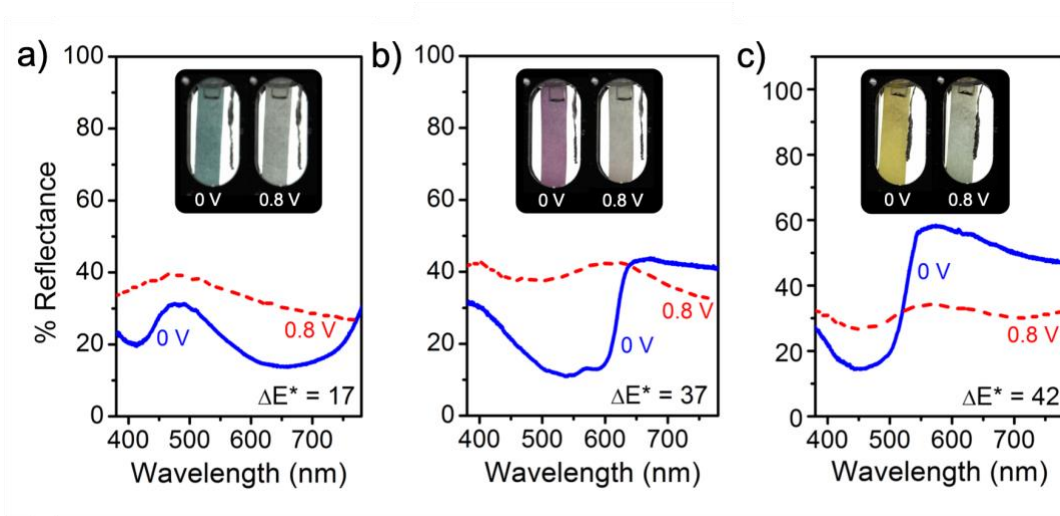 a)
100
80
60
40
20
0
% Reflectance
0 V
0.8 V
0 V
0.8 V
ΔE* = 17
400 500 600 700
Wavelength (nm)
b)
100
80
60
40
20
0
0 V
0.8 V
0 V
0.8 V
ΔE* = 37
400 500 600 700
Wavelength (nm)
c)
100
80
60
40
20
0
0 V
0.8 V
0 V
0.8 V
ΔE* = 42
400 500 600 700
Wavelength (nm)